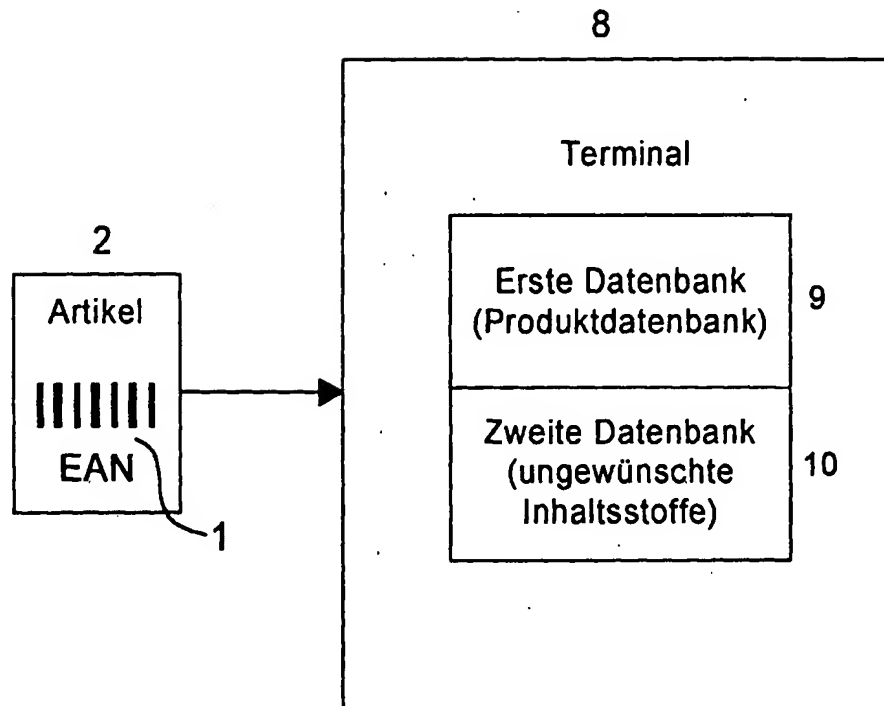 8
Terminal
2
Artikel
EAN
1
Erste Datenbank
(Produktdatenbank)
9
Zweite Datenbank
(ungewünschte
Inhaltsstoffe)
10